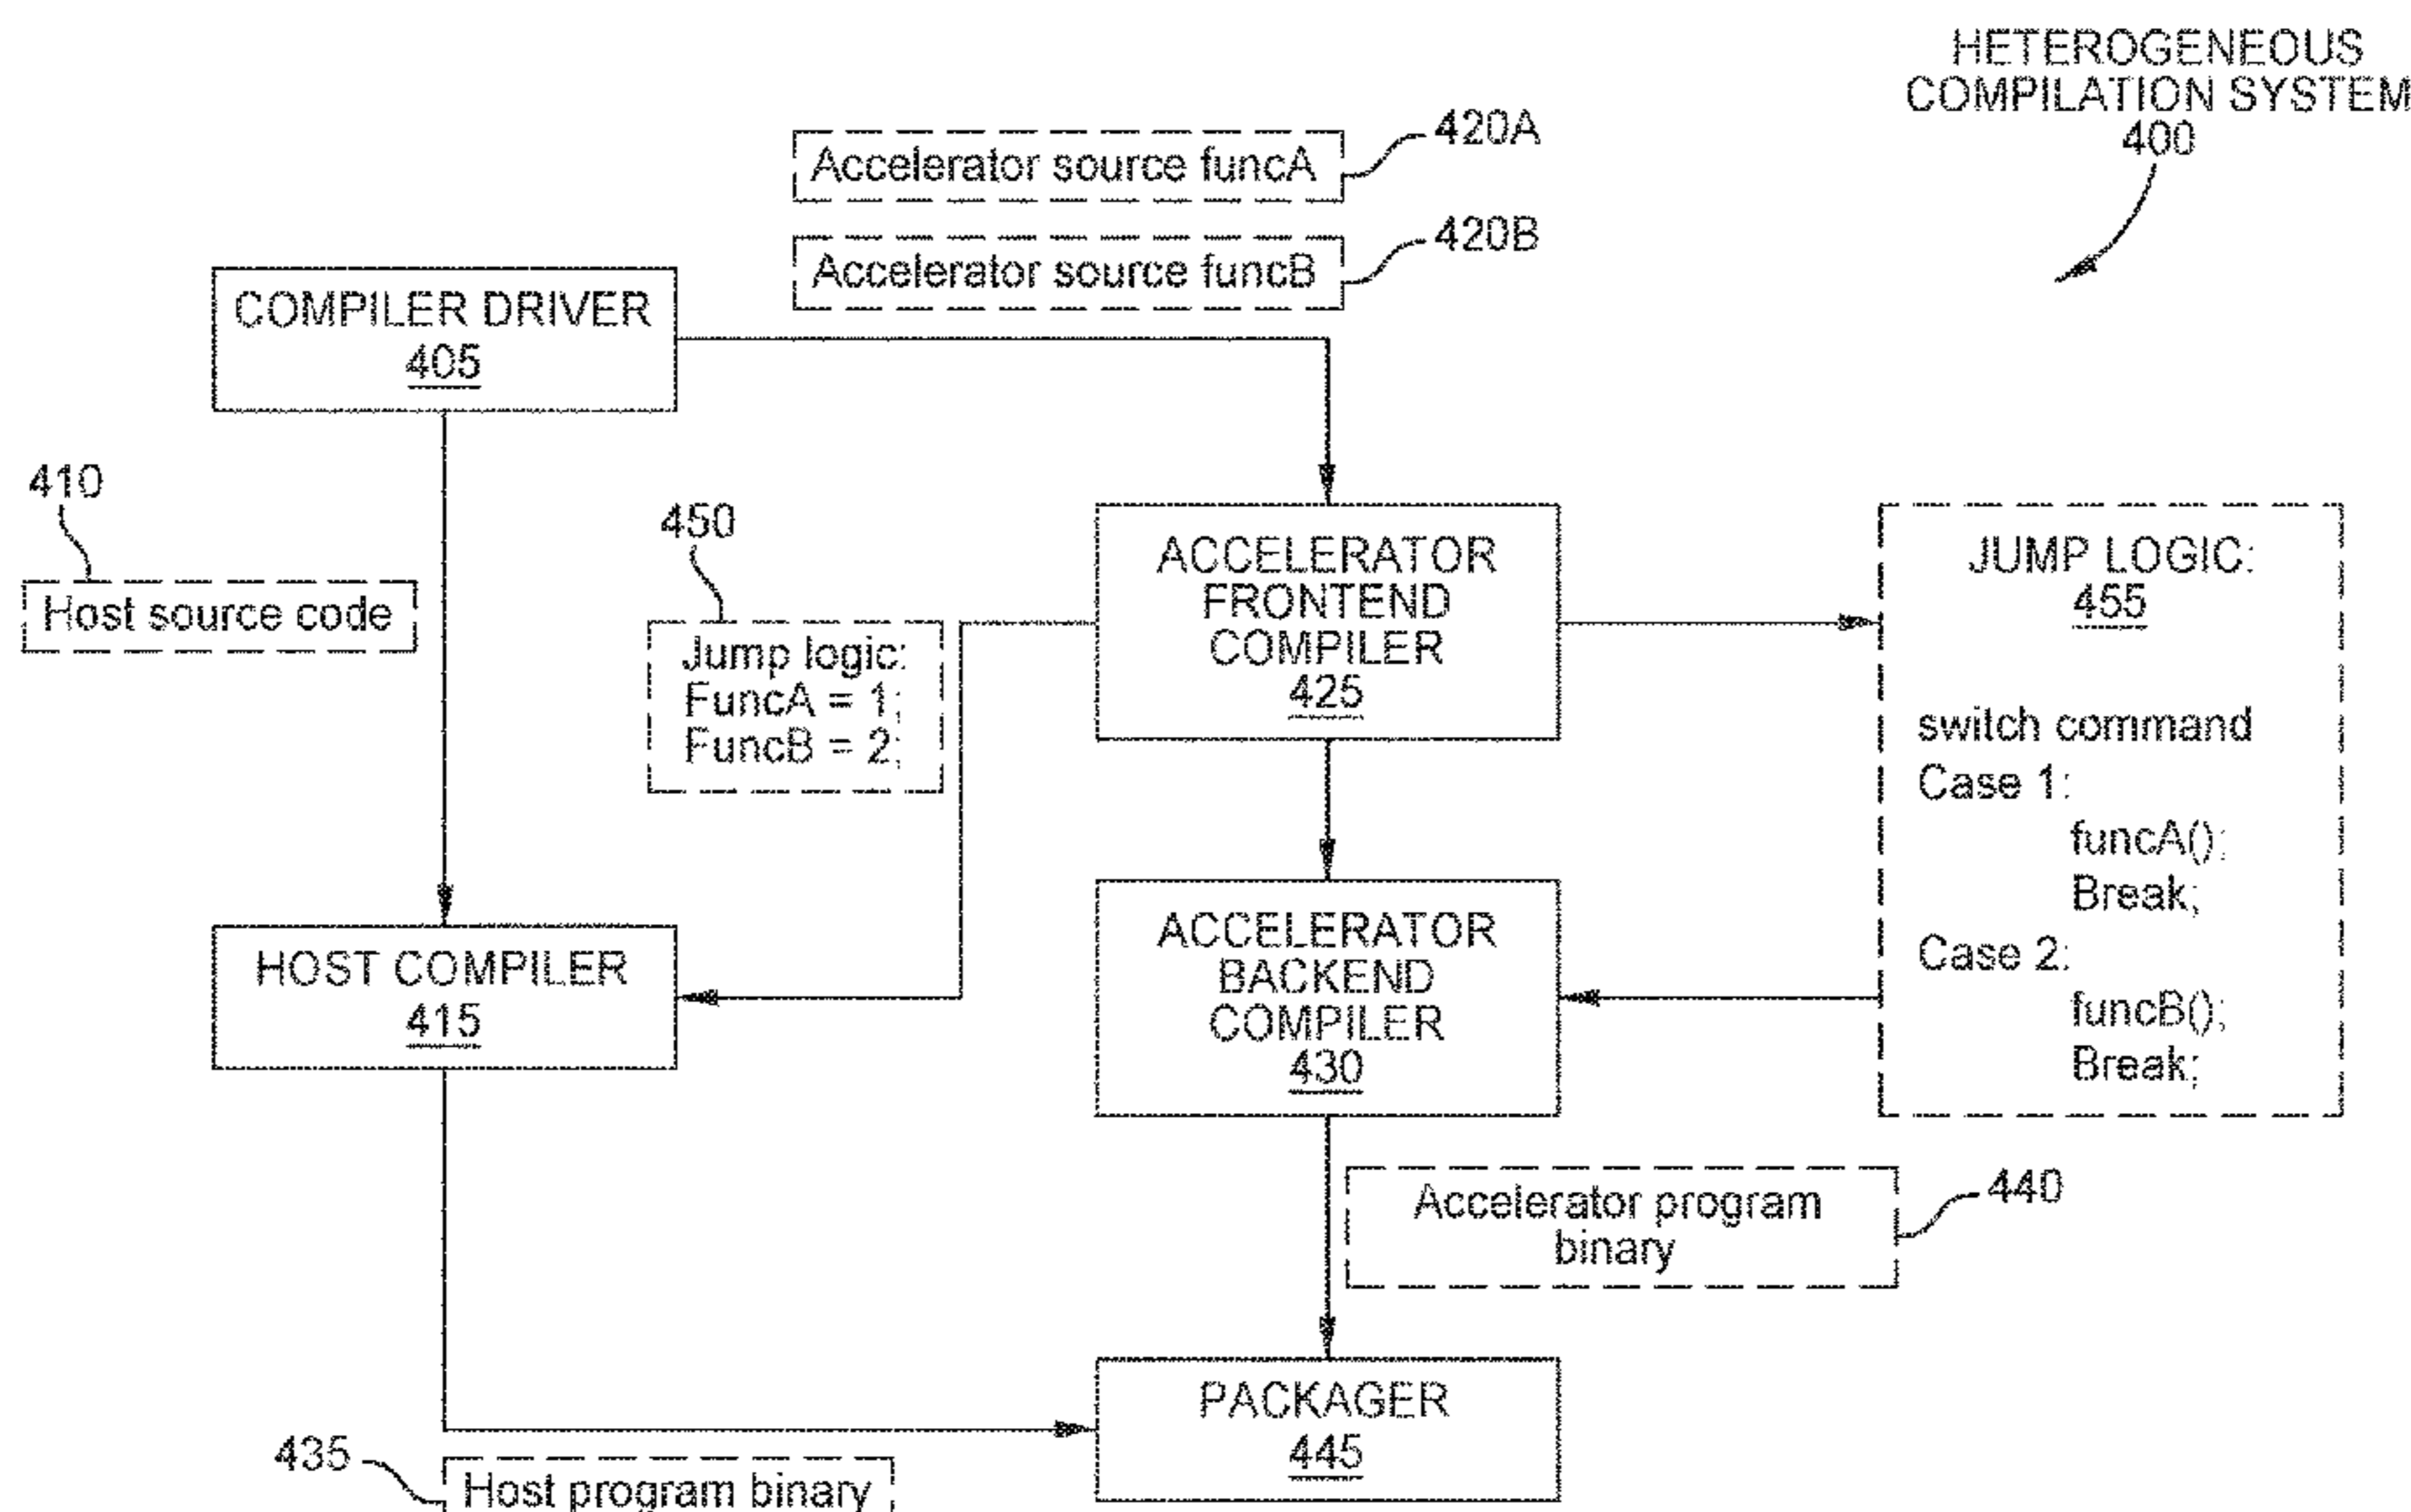 HETEROGENEOUS
COMPILATION SYSTEM
400
420A
Accelerator source funcA
420B
Accelerator source funcB
COMPILER DRIVER
405
410
Host source code
450
Jump logic:
FuncA = 1;
FuncB = 2;
ACCELERATOR
FRONTEND
COMPILER
425
JUMP LOGIC:
455
switch command
Case 1:
funcA();
Break;
Case 2:
funcB();
Break;
HOST COMPILER
415
ACCELERATOR
BACKEND
COMPILER
430
Accelerator program
binary
440
PACKAGER
445
435
Host program binary